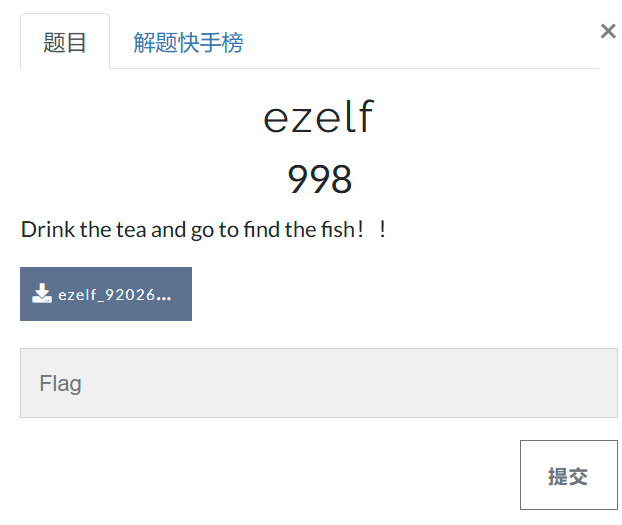 题目 解题快手榜 ×
ezelf
998
Drink the tea and go to find the fish！！
ezelf_92026...
Flag
提交